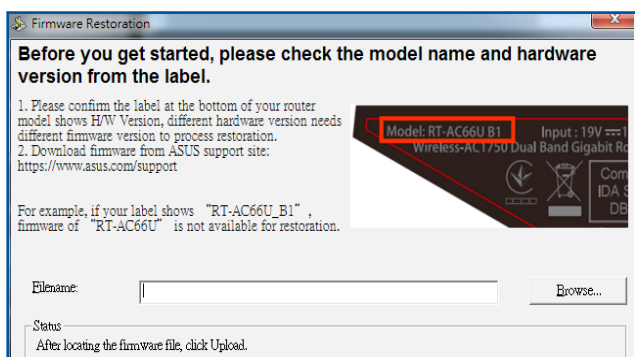 Firmware Restoration
Before you get started, please check the model name and hardware
version from the label.
1. Please confirm the label at the bottom of your router
model shows H/W Version, different hardware version needs
different firmware version to process restoration.
2. Download firmware from ASUS support site:
https://www.asus.com/support
For example, if your label shows “RT-AC66U_B1”,
firmware of “RT-AC66U” is not available for restoration.
Model: RT-AC66U B1 Input : 19V
Wireless-AC1750 Dual Band Gigabit
IDA
DB
Filename:
Browse...
Status
After locating the firmware file, click Upload.